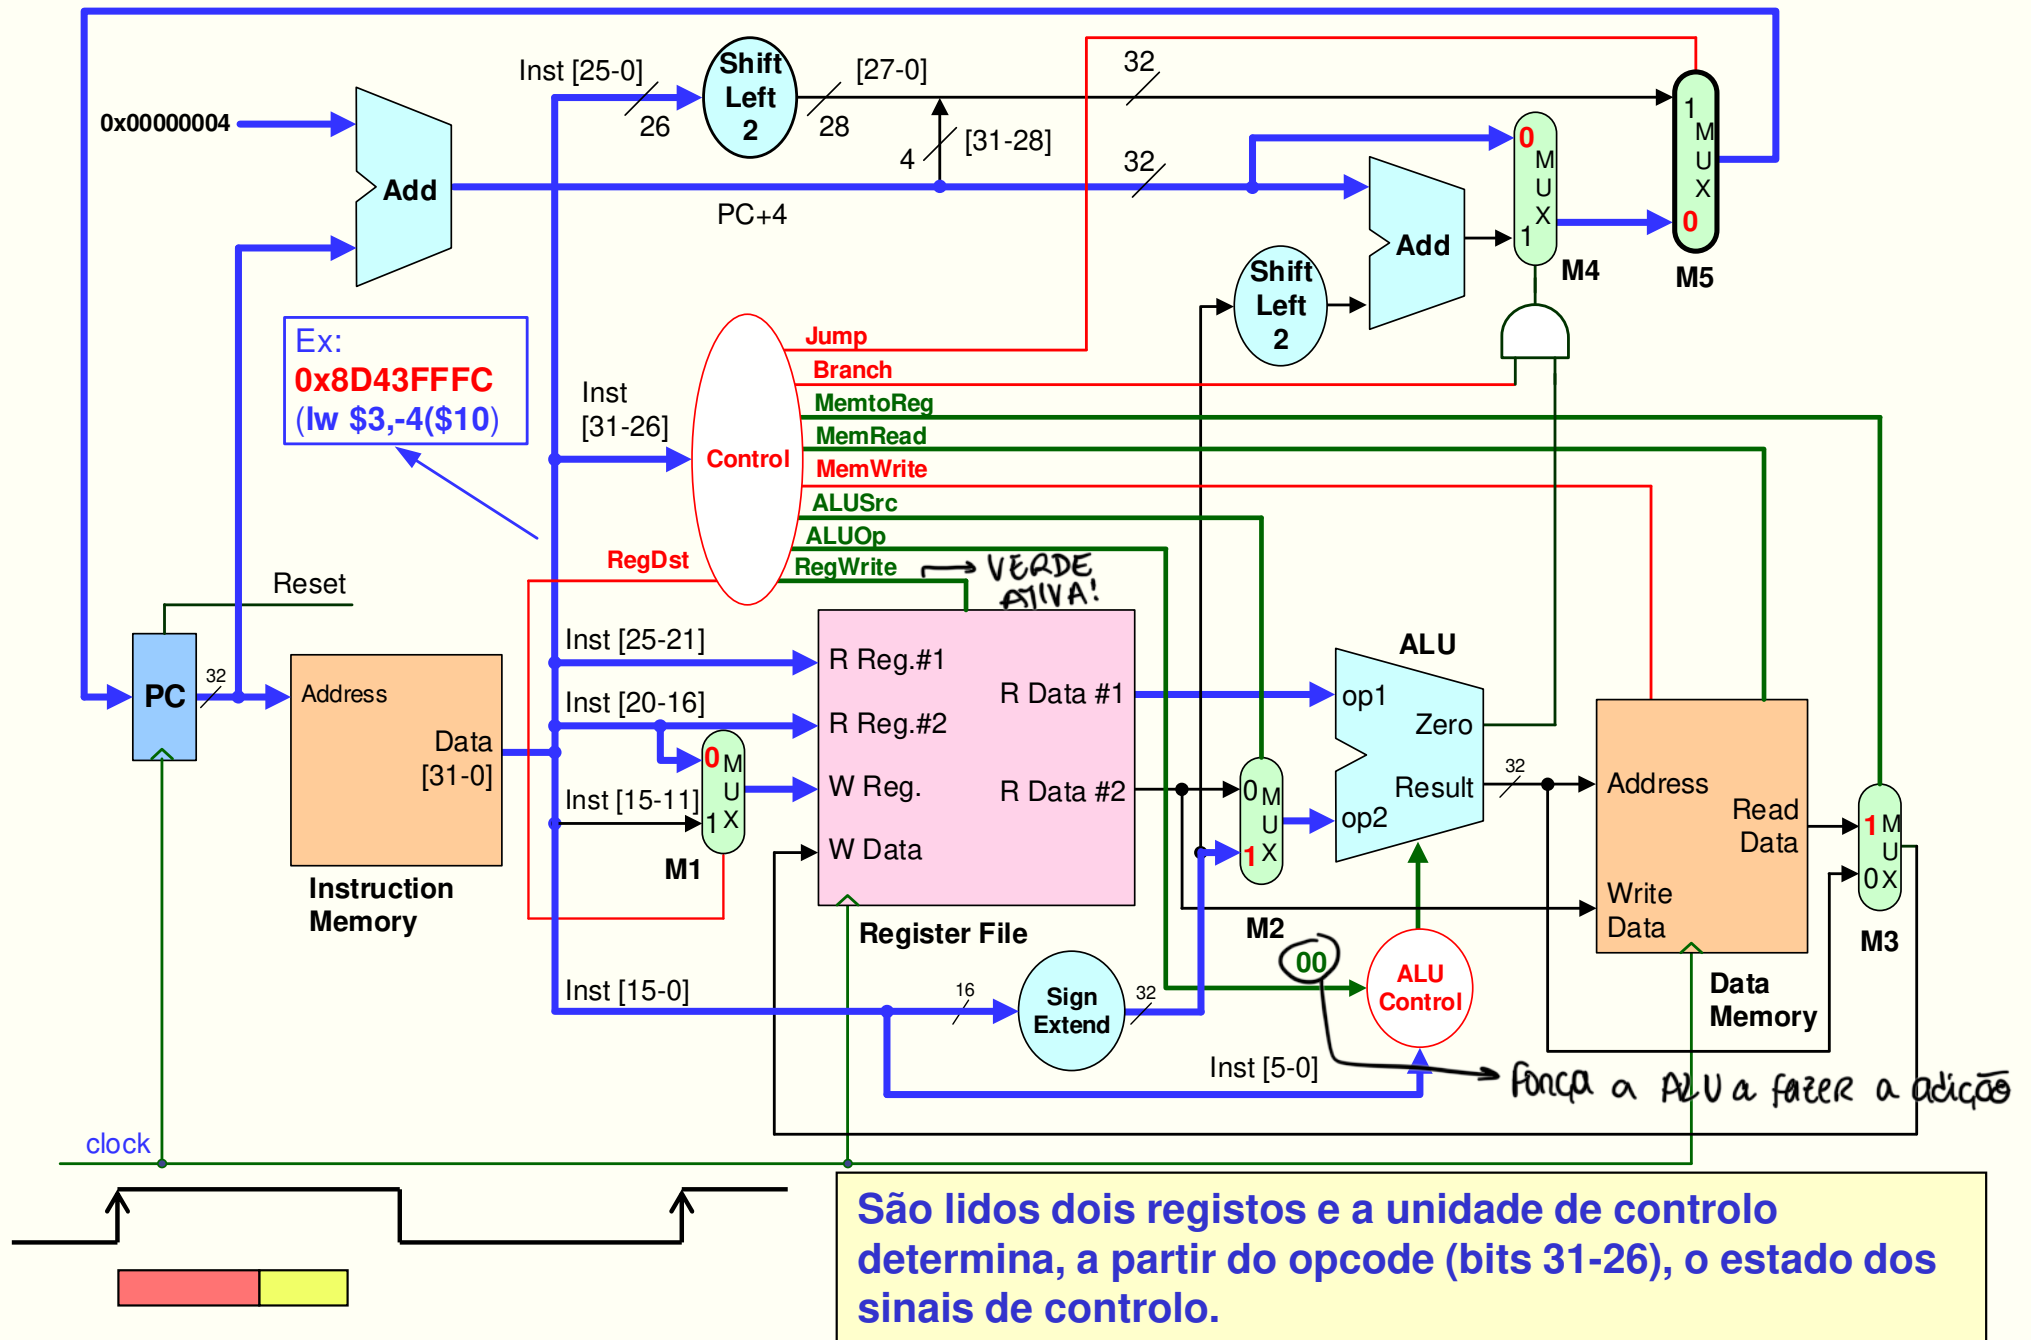 Inst [25-0]
26
Shift
Left
2
28
[27-0]
32
0x00000004
Add
4
[31-28]
32
PC+4
0
M
U
X
1
M4
1
M
U
X
0
M5
Add
Shift
Left
2
Ex:
0x8D43FFFC
(lw $3,-4($10)
Inst
[31-26]
Control
Jump
Branch
MemtoReg
MemRead
MemWrite
ALUSrc
ALUOp
RegWrite
RegDst
VERDE
ATIVA!
Reset
PC
32
Address
Data
[31-0]
Instruction
Memory
Inst [25-21]
Inst [20-16]
Inst [15-11]
0
M
U
X
1
M1
R Reg.#1
R Reg.#2
W Reg.
W Data
R Data #1
R Data #2
Register File
0
M
U
X
1
M2
ALU
op1
Zero
Result
op2
32
Address
Read
Data
Write
Data
Data
Memory
1
M
U
X
0
M3
Inst [15-0]
16
Sign
Extend
32
00
ALU
Control
Inst [5-0]
Força a ALU a fazer a adição
clock
São lidos dois registos e a unidade de controlo
determina, a partir do opcode (bits 31-26), o estado dos
sinais de controlo.